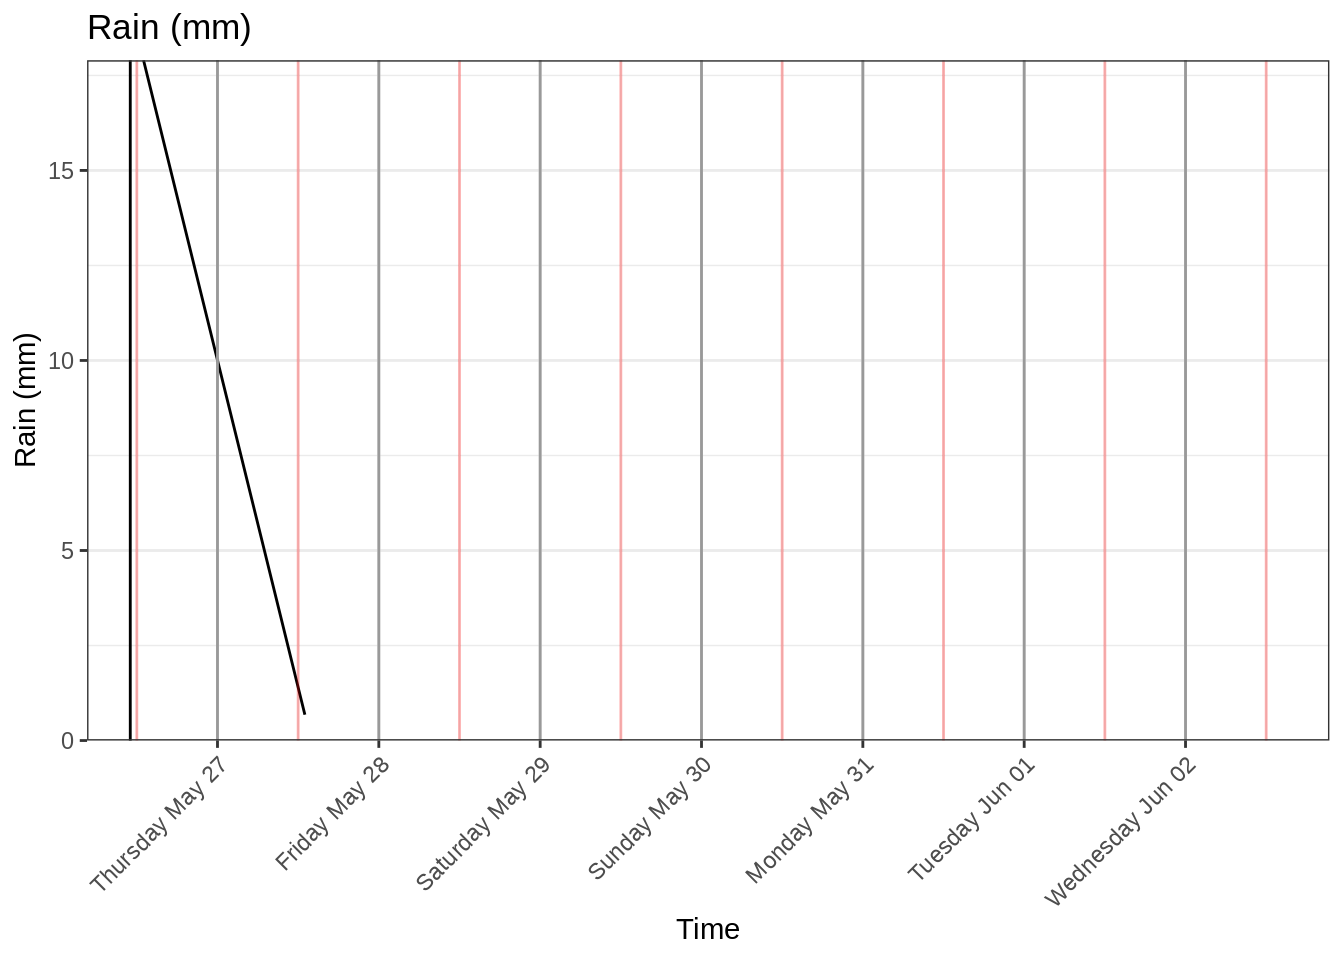 Rain (mm)
Rain (mm)
15
10
5
0
Thursday May 27
Friday May 28
Saturday May 29
Sunday May 30
Monday May 31
Tuesday Jun 01
Wednesday Jun 02
Time